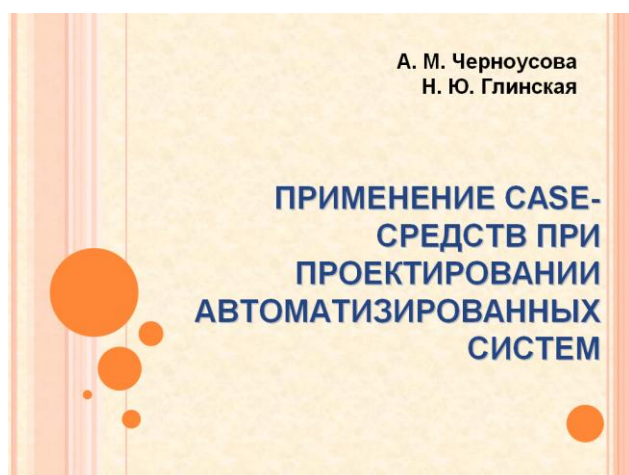 А. М. Черноусова
Н. Ю. Глинская
ПРИМЕНЕНИЕ CASE-
СРЕДСТВ ПРИ
ПРОЕКТИРОВАНИИ
АВТОМАТИЗИРОВАННЫХ
СИСТЕМ